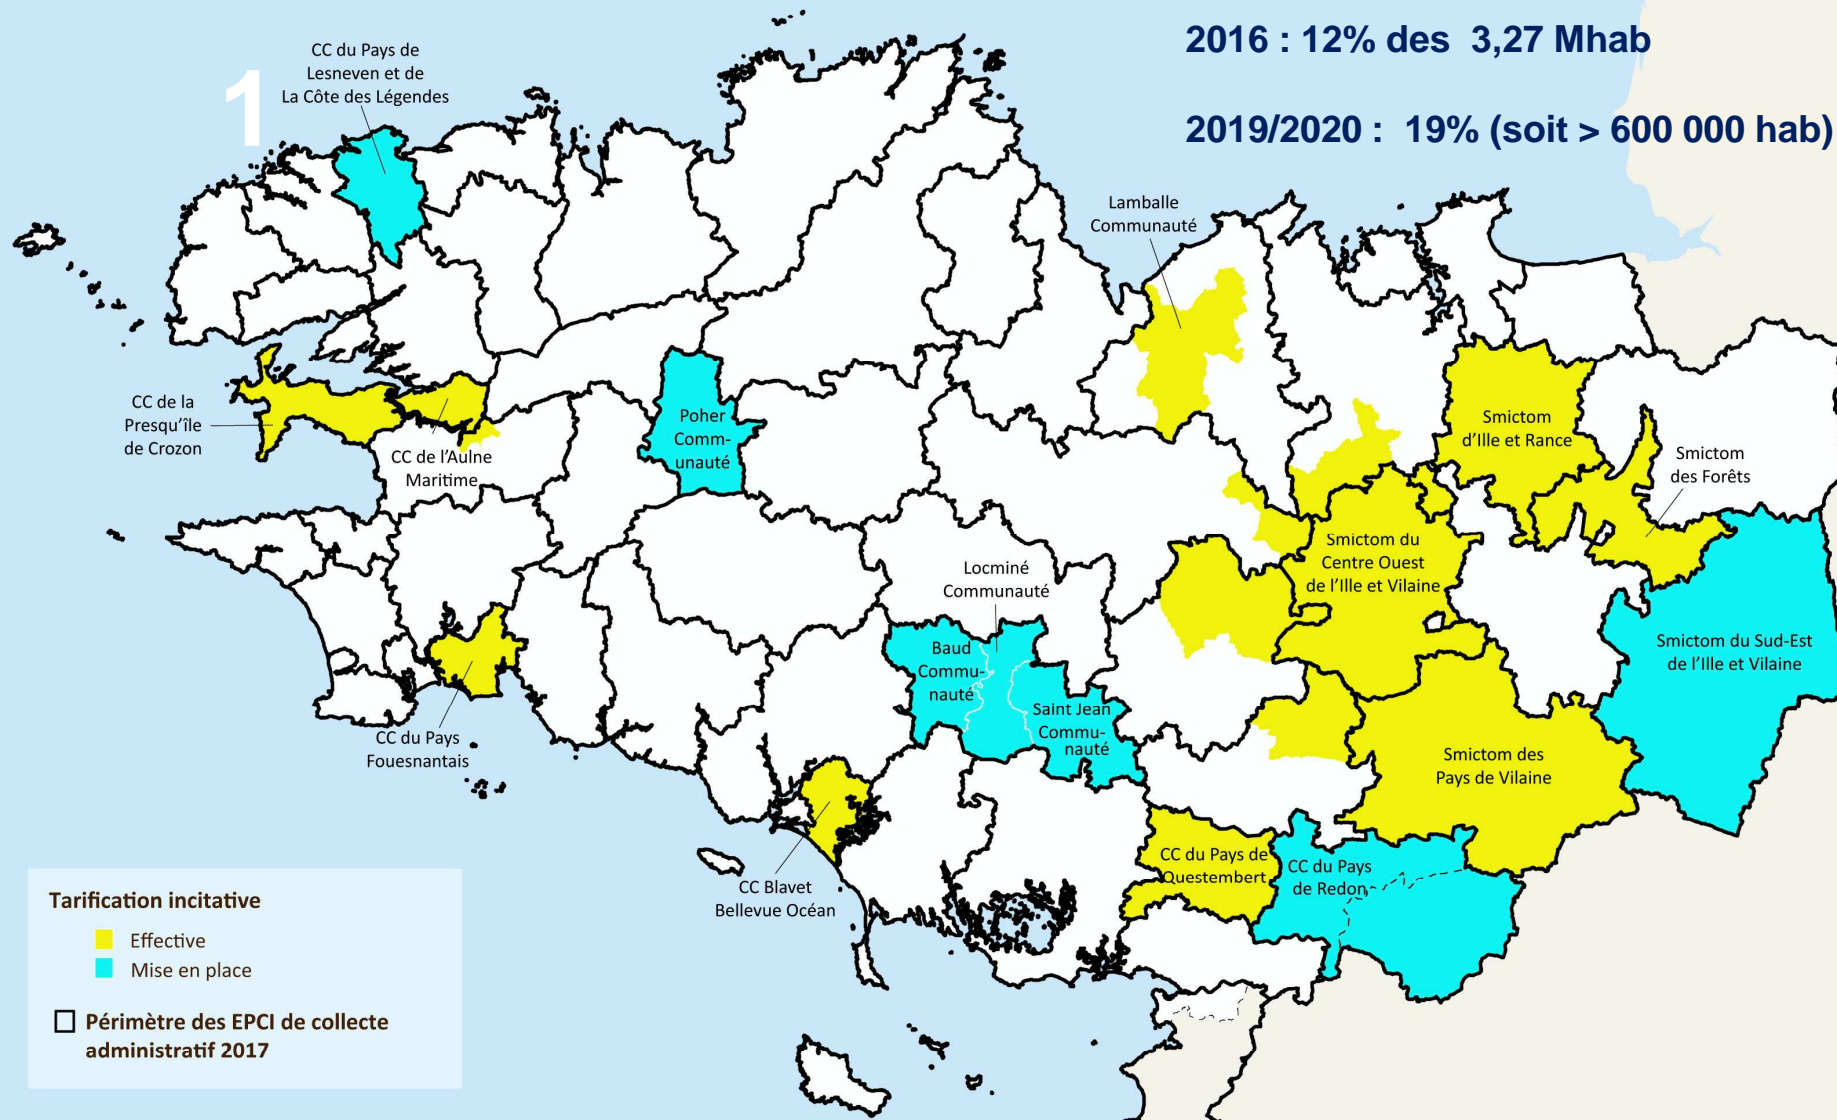 2016 : 12% des 3,27 Mhab
2019/2020 : 19% (soit > 600 000 hab)
1
CC du Pays de
Lesneven et de
La Côte des Légendes
Lamballe
Communauté
CC de la
Presqu'île
de Crozon
CC de l'Aulne
Maritime
Poher
Comm-
unauté
Smictom
d'Ille et Rance
Smictom
des Forêts
Smictom du
Centre Ouest
de l'Ille et Vilaine
Locminé
Communauté
Baud
Commu-
nauté
Saint Jean
Commu-
nauté
Smictom du Sud-Est
de l'Ille et Vilaine
CC du Pays
Fouesnantais
Smictom des
Pays de Vilaine
CC Blavet
Bellevue Océan
CC du Pays de
Questembert
CC du Pays
de Redon
Tarification incitative
Effective
Mise en place
Périmètre des EPCI de collecte
administratif 2017